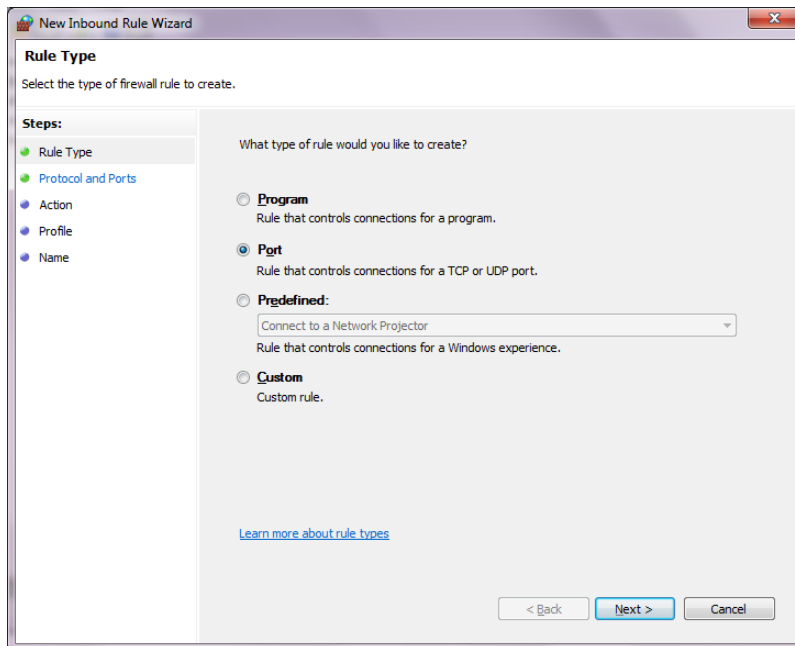 New Inbound Rule Wizard
Rule Type
Select the type of firewall rule to create.
Steps:
Rule Type
Protocol and Ports
Action
Profile
Name
What type of rule would you like to create?
Program
Rule that controls connections for a program.
Port
Rule that controls connections for a TCP or UDP port.
Predefined:
Connect to a Network Projector
Rule that controls connections for a Windows experience.
Custom
Custom rule.
Learn more about rule types
< Back
Next >
Cancel